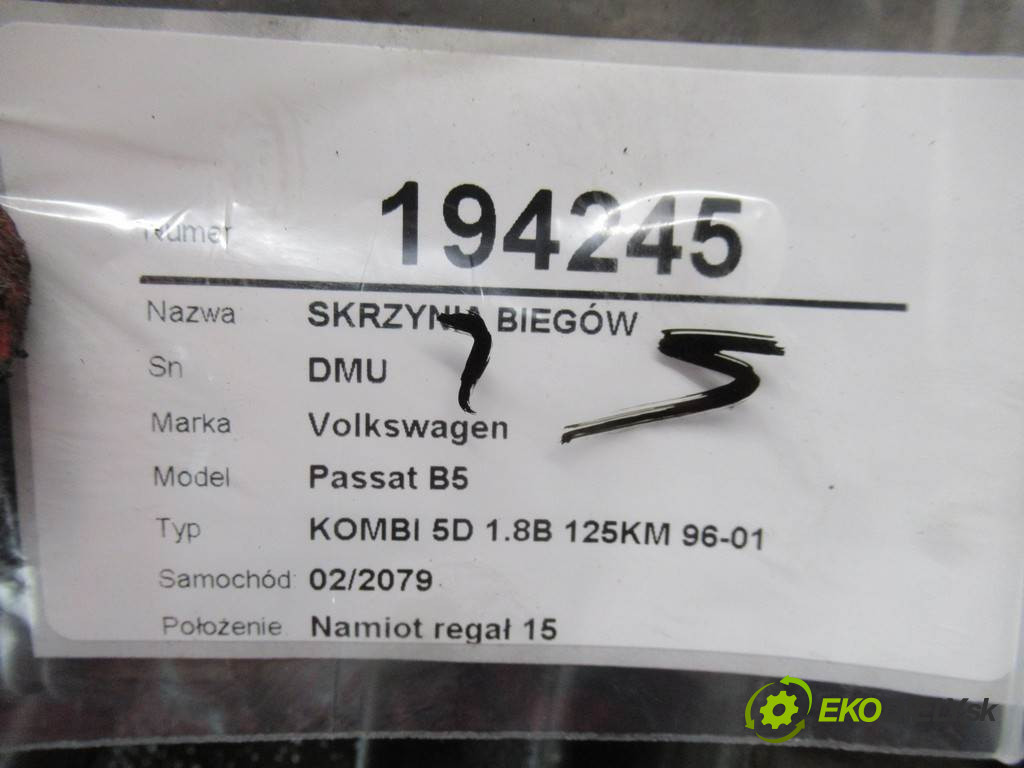 Numer 194245
Nazwa SKRZYNIA BIEGÓW
Sn DMU
Marka Volkswagen
Model Passat B5
Typ KOMBI 5D 1.8B 125KM 96-01
Samochód: 02/2079
Położenie Namiot regał 15
EKO